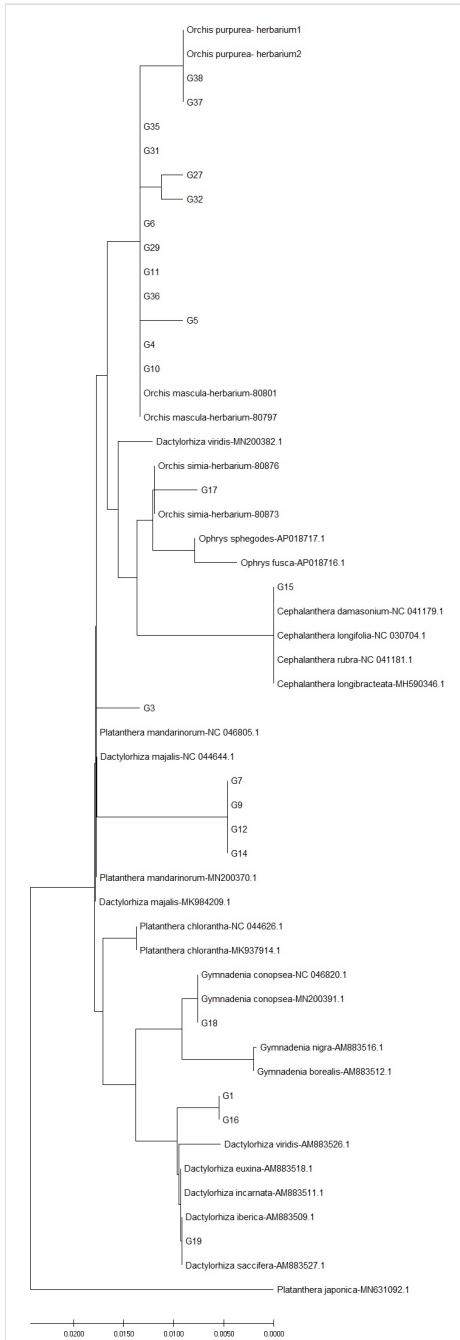 Orchis purpurea- herbarium1
Orchis purpurea- herbarium2
G38
G37
G35
G31
G27
G32
G6
G29
G11
G36
G5
G4
G10
Orchis mascula-herbarium-80801
Orchis mascula-herbarium-80797
Dactylorhiza viridis-MN200382.1
Orchis simia-herbarium-80876
G17
Orchis simia-herbarium-80873
Ophrys sphegodes-AP018717.1
Ophrys fusca-AP018716.1
G15
Cephalanthera damasonium-NC 041179.1
Cephalanthera longifolia-NC 030704.1
Cephalanthera rubra-NC 041181.1
Cephalanthera longibracteata-MH590346.1
G3
Platanthera mandarinorum-NC 046805.1
Dactylorhiza majalis-NC 044644.1
G7
G9
G12
G14
Platanthera mandarinorum-MN200370.1
Dactylorhiza majalis-MK984209.1
Platanthera chlorantha-NC 044626.1
Platanthera chlorantha-MK937914.1
Gymnadenia conopsea-NC 046820.1
Gymnadenia conopsea-MN200391.1
G18
Gymnadenia nigra-AM883516.1
Gymnadenia borealis-AM883512.1
G1
G16
Dactylorhiza viridis-AM883526.1
Dactylorhiza euxina-AM883518.1
Dactylorhiza incarnata-AM883511.1
Dactylorhiza iberica-AM883509.1
G19
Dactylorhiza saccifera-AM883527.1
Platanthera japonica-MN631092.1
0.0200 0.0150 0.0100 0.0050 0.0000